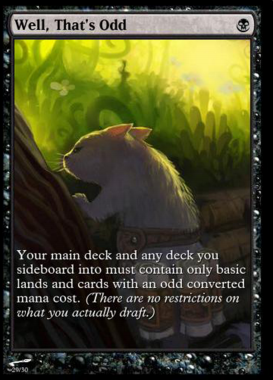 Well, That's Odd
Your main deck and any deck you
sideboard into must contain only basic
lands and cards with an odd converted
mana cost. (There are no restrictions on
what you actually draft.)
29/30